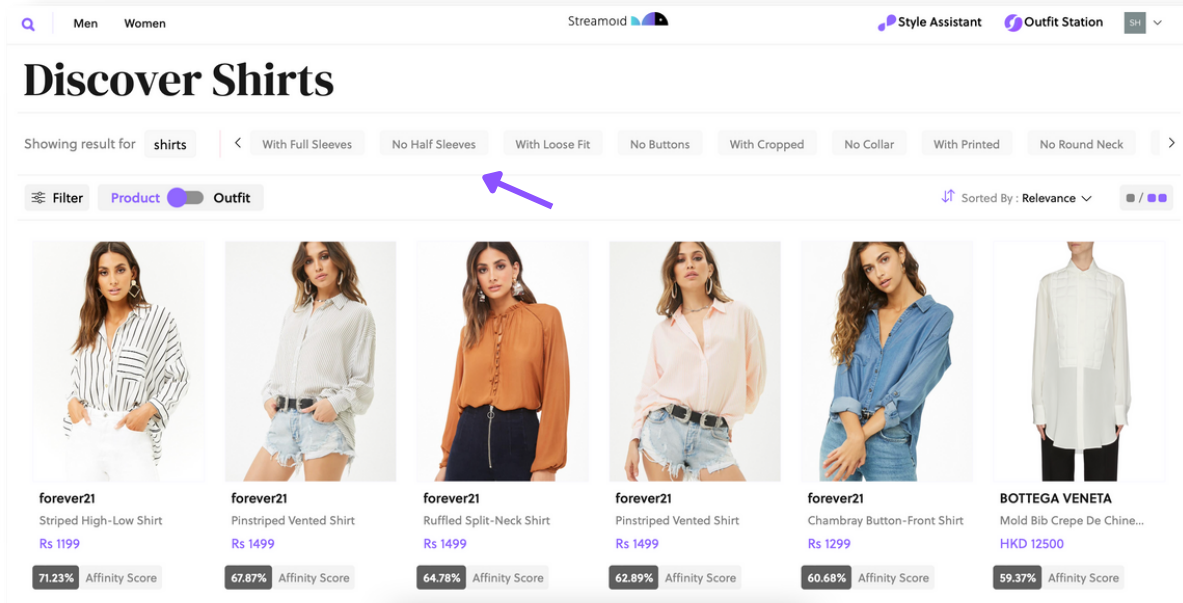 Men Women Streamoid Style Assistant Outfit Station SH
Discover Shirts
Showing result for shirts With Full Sleeves No Half Sleeves With Loose Fit No Buttons With Cropped No Collar With Printed No Round Neck
Filter Product Outfit Sorted By : Relevance /
forever21 forever21 forever21 forever21 forever21 BOTTEGA VENETA
Striped High-Low Shirt Pinstriped Vented Shirt Ruffled Split-Neck Shirt Pinstriped Vented Shirt Chambray Button-Front Shirt Mold Bib Crepe De Chine...
Rs 1199 Rs 1499 Rs 1499 Rs 1499 Rs 1299 HKD 12500
71.23% Affinity Score 67.87% Affinity Score 64.78% Affinity Score 62.89% Affinity Score 60.68% Affinity Score 59.37% Affinity Score